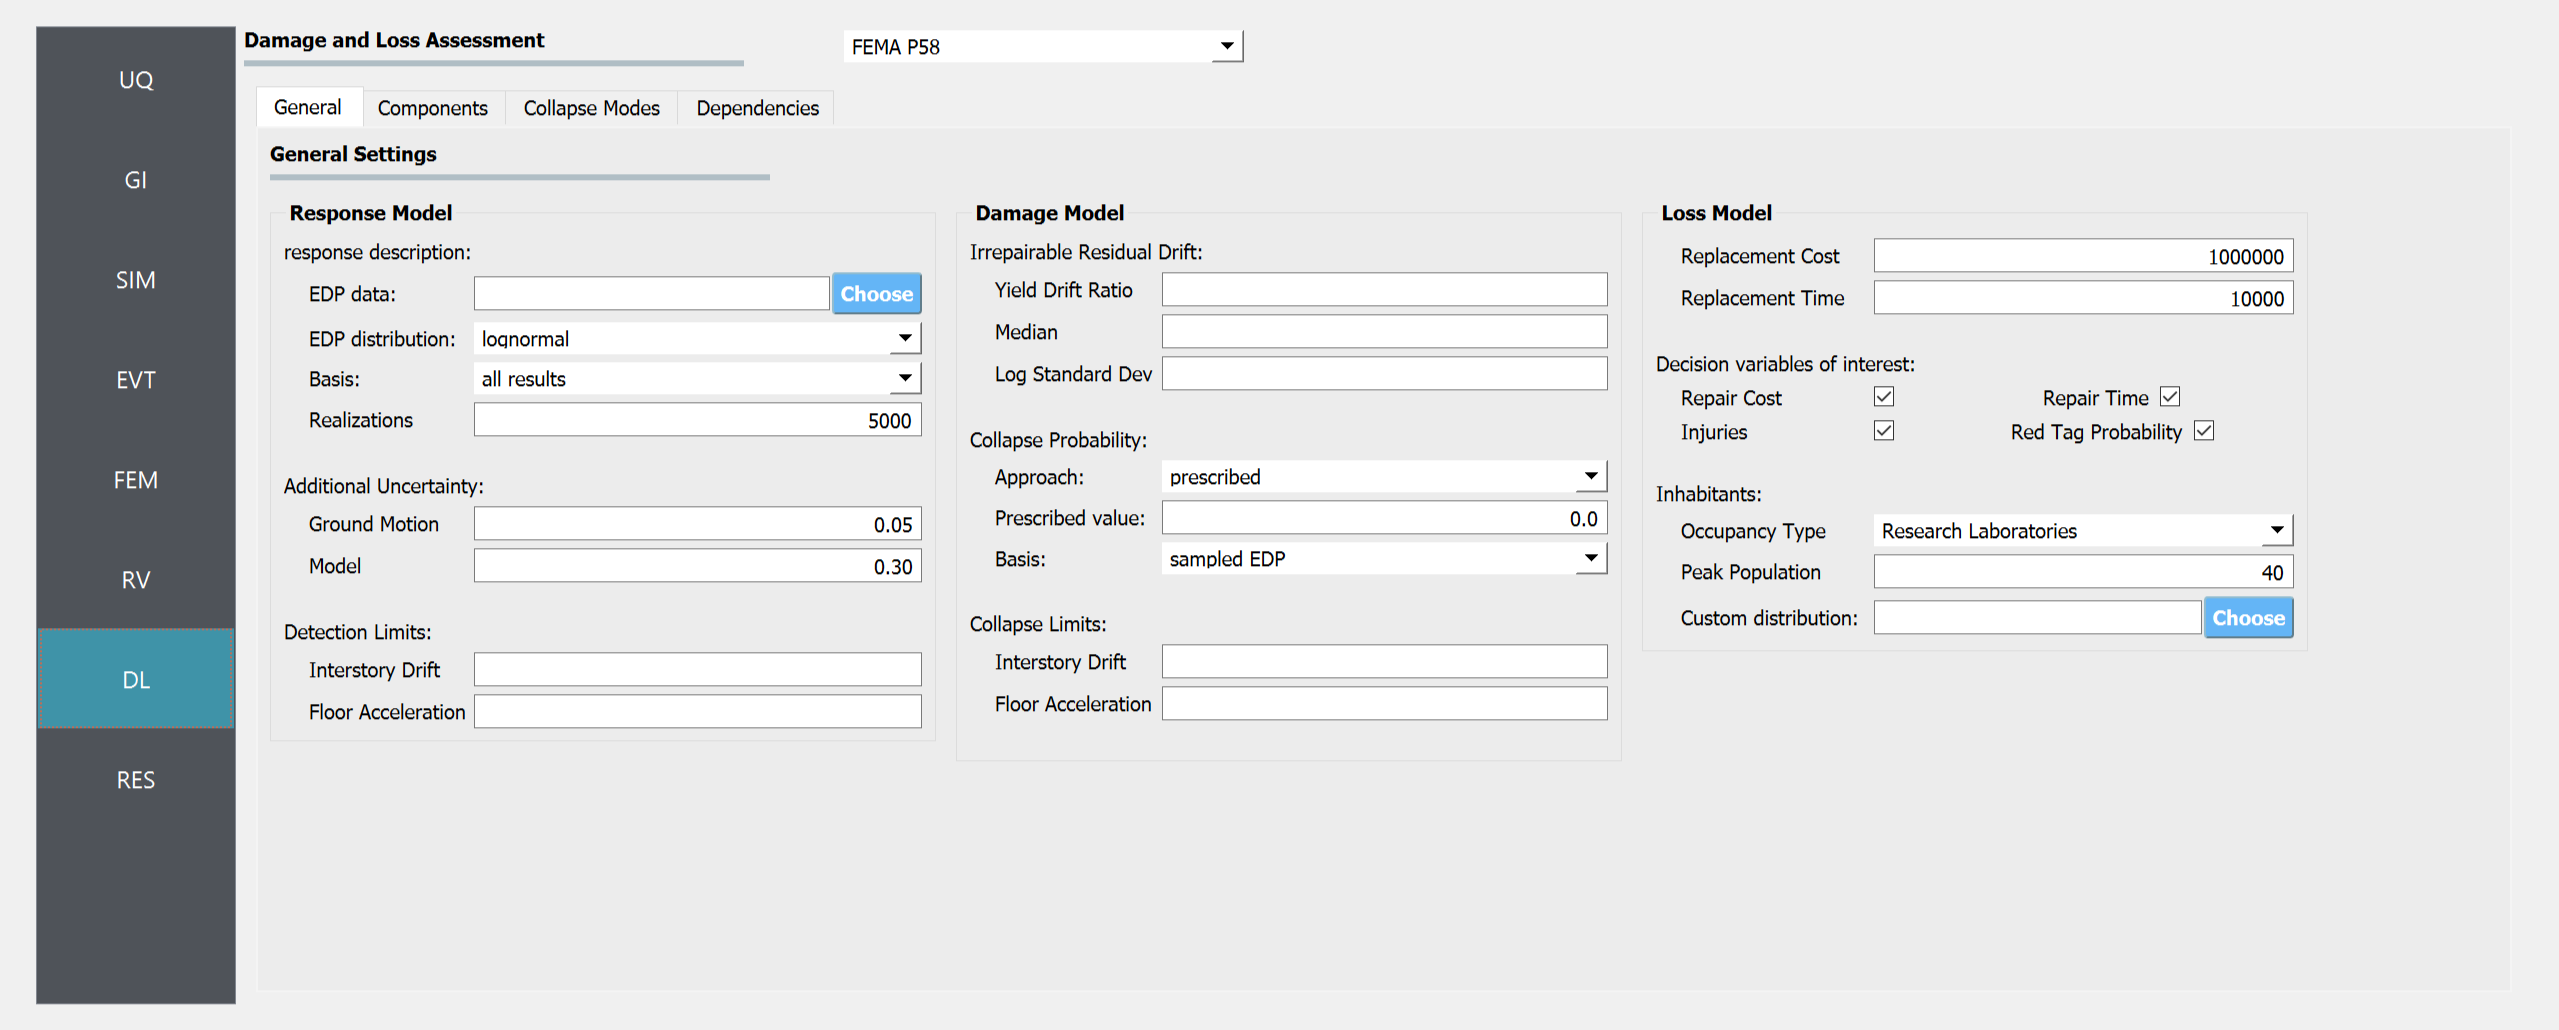 UQ
GI
SIM
EVT
FEM
RV
DL
RES
Damage and Loss Assessment
FEMA P58
General Components Collapse Modes Dependencies
General Settings
Response Model
response description:
EDP data: Choose
EDP distribution: lognormal
Basis: all results
Realizations 5000
Additional Uncertainty:
Ground Motion 0.05
Model 0.30
Detection Limits:
Interstory Drift
Floor Acceleration
Damage Model
Irrepairable Residual Drift:
Yield Drift Ratio
Median
Log Standard Dev
Collapse Probability:
Approach: prescribed
Prescribed value: 0.0
Basis: sampled EDP
Collapse Limits:
Interstory Drift
Floor Acceleration
Loss Model
Replacement Cost 1000000
Replacement Time 10000
Decision variables of interest:
Repair Cost Repair Time
Injuries Red Tag Probability
Inhabitants:
Occupancy Type Research Laboratories
Peak Population 40
Custom distribution: Choose